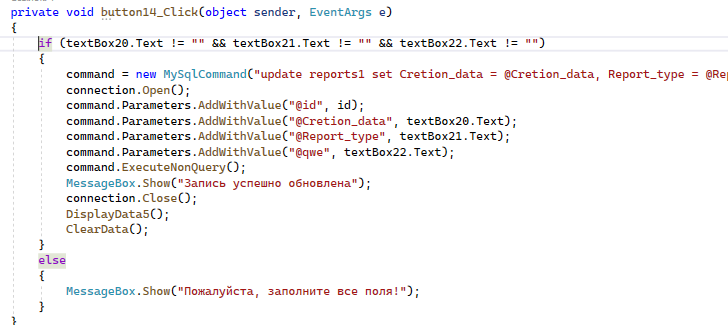 private void button14_Click(object sender, EventArgs e)
{
if (textBox20.Text != "" && textBox21.Text != "" && textBox22.Text != "")
{
command = new MySqlCommand("update reports1 set Cretion_data = @Cretion_data, Report_type = @Rep
connection.Open();
command.Parameters.AddWithValue("@id", id);
command.Parameters.AddWithValue("@Cretion_data", textBox20.Text);
command.Parameters.AddWithValue("@Report_type", textBox21.Text);
command.Parameters.AddWithValue("@qwe", textBox22.Text);
command.ExecuteNonQuery();
MessageBox.Show("Запись успешно обновлена");
connection.Close();
DisplayData5();
ClearData();
}
else
{
MessageBox.Show("Пожалуйста, заполните все поля!");
}
}